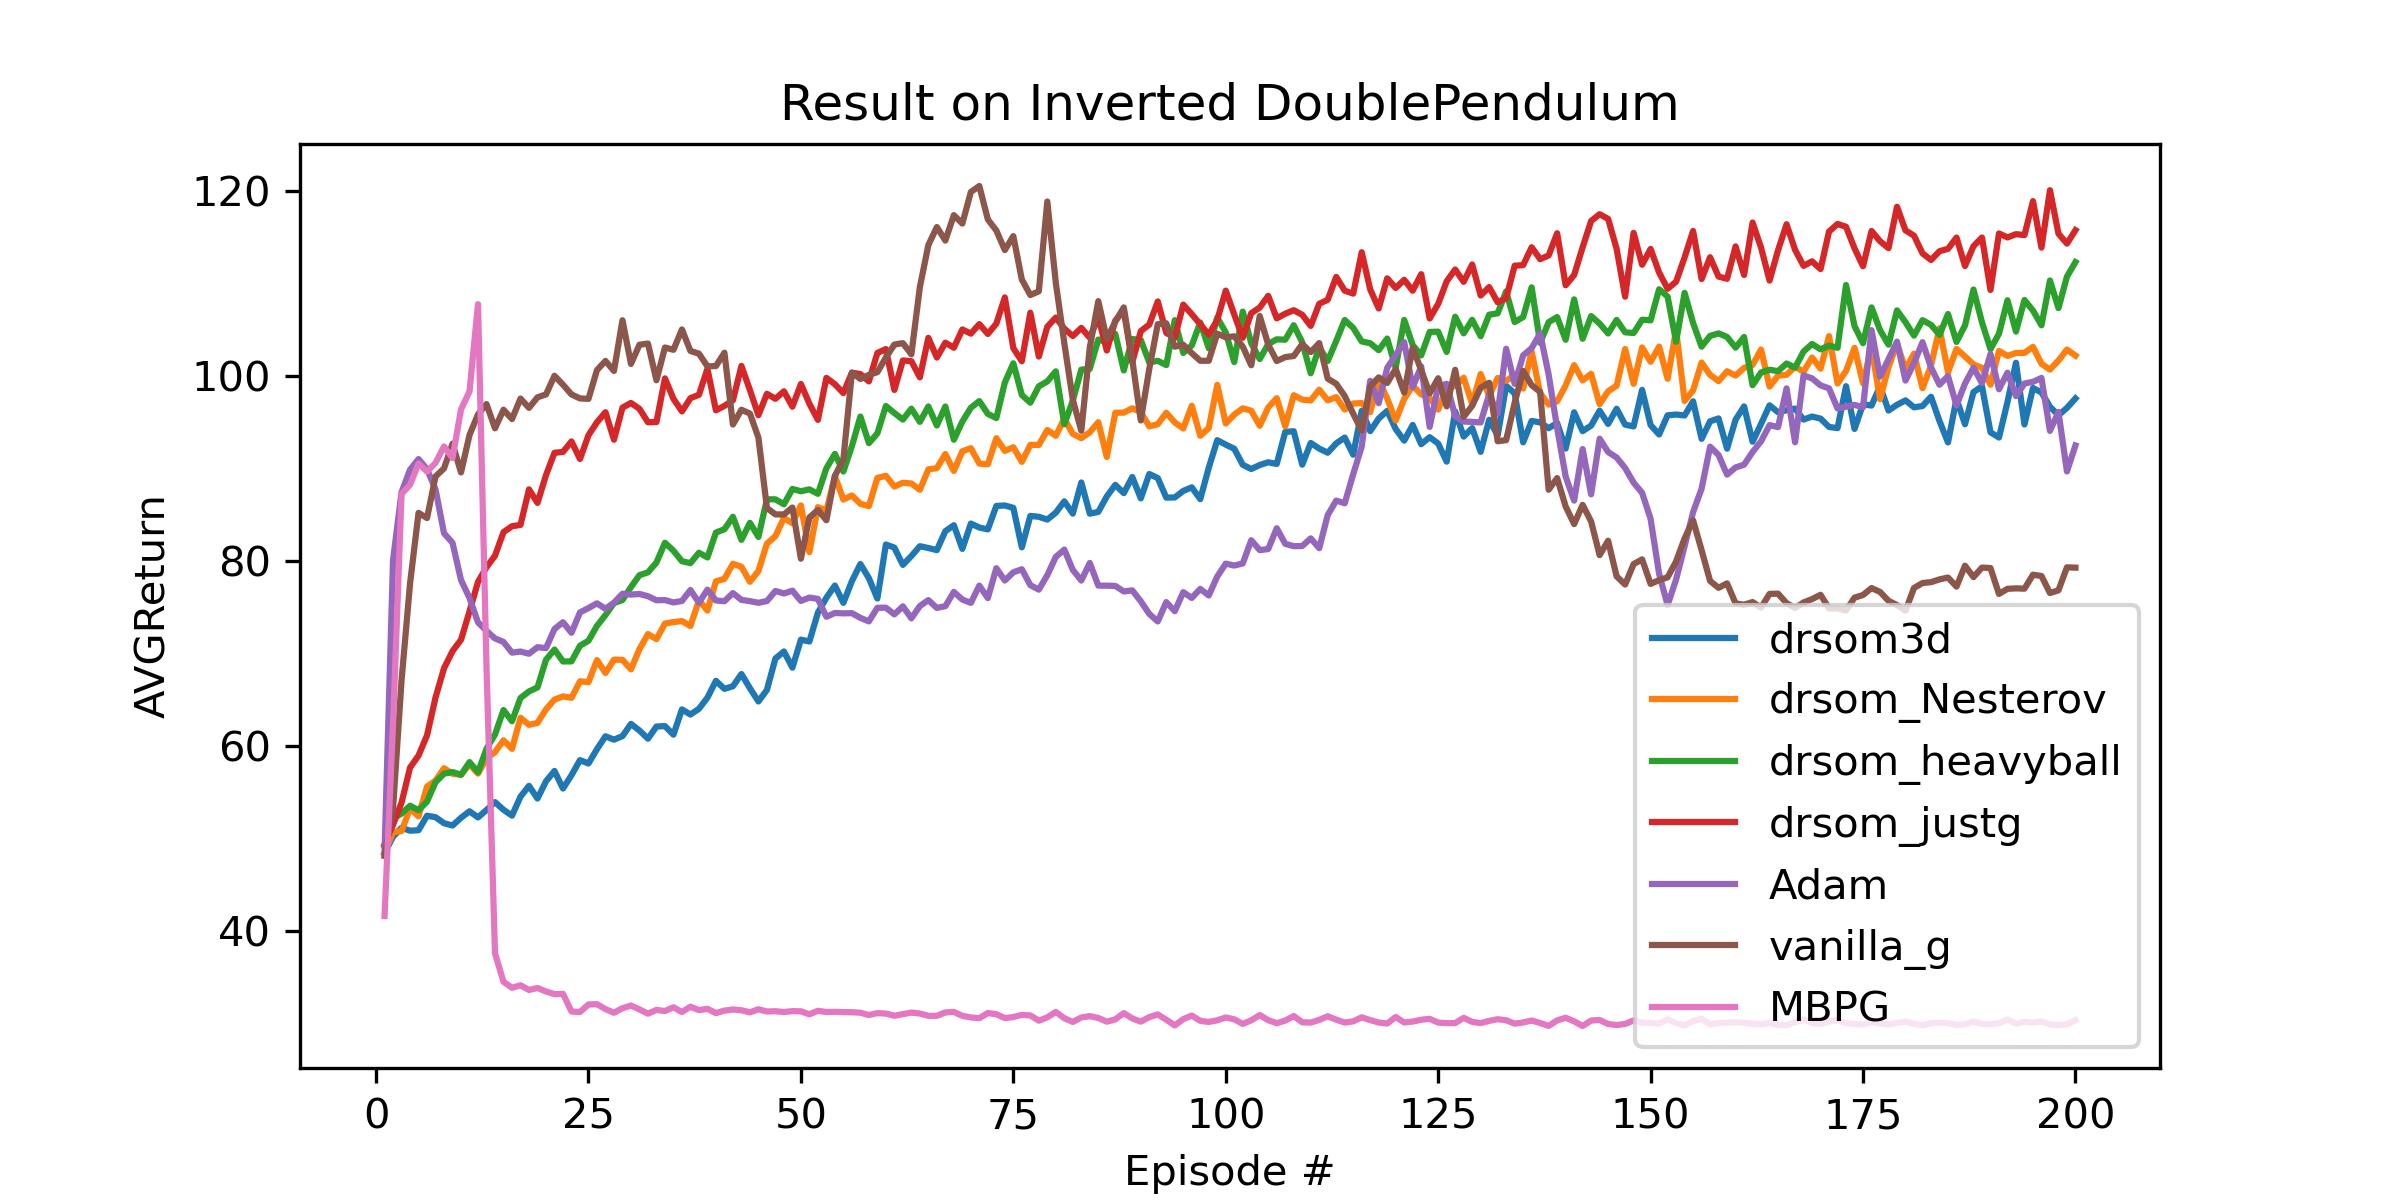 Result on Inverted DoublePendulum
AVGReturn
120
100
80
60
40
0 25 50 75 100 125 150 175 200
Episode #
drsom3d
drsom_Nesterov
drsom_heavyball
drsom_justg
Adam
vanilla_g
MBPG